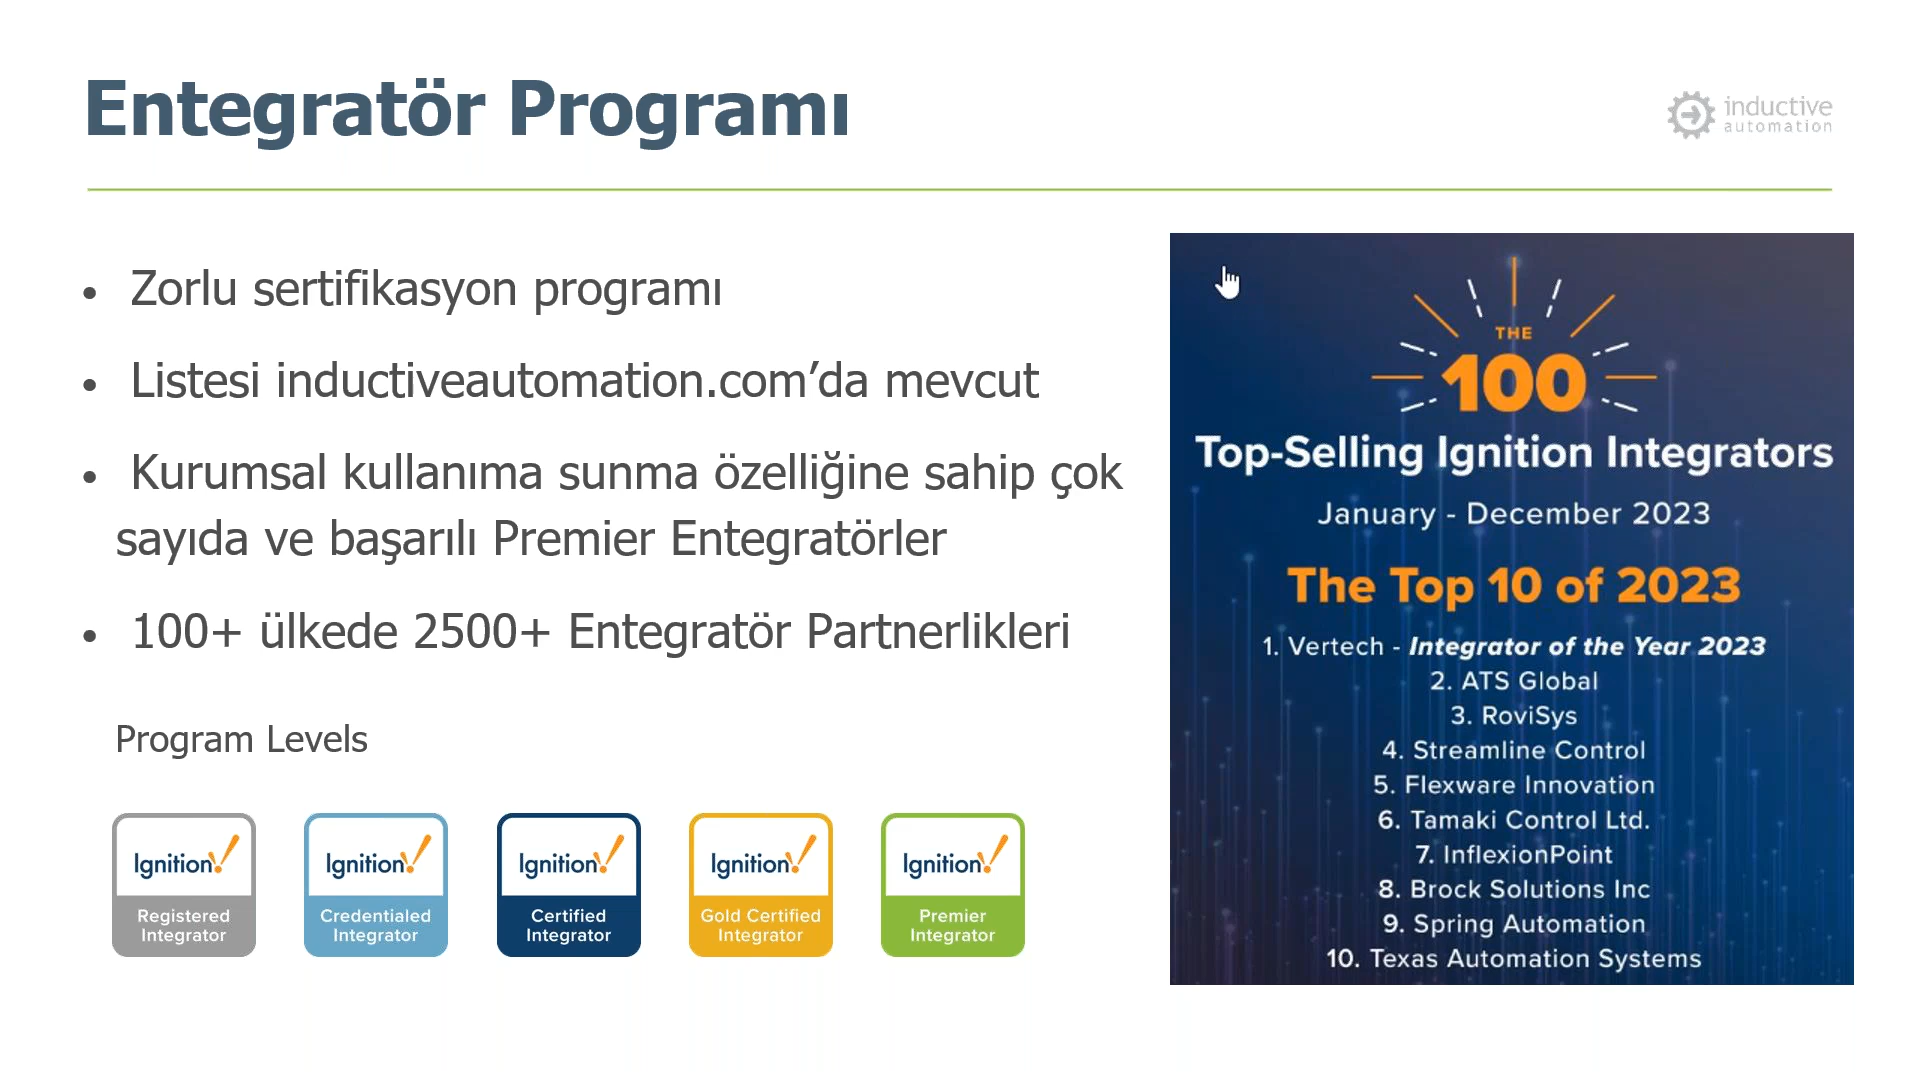 Entegratör Programı
inductive
automation
• Zorlu sertifikasyon programı
• Listesi inductiveautomation.com’da mevcut
• Kurumsal kullanıma sunma özelliğine sahip çok
sayıda ve başarılı Premier Entegratörler
• 100+ ülkede 2500+ Entegratör Partnerlikleri
Program Levels
Ignition!
Registered
Integrator
Ignition!
Credentialed
Integrator
Ignition!
Certified
Integrator
Ignition!
Gold Certified
Integrator
Ignition!
Premier
Integrator
THE
100
Top-Selling Ignition Integrators
January - December 2023
The Top 10 of 2023
1. Vertech - Integrator of the Year 2023
2. ATS Global
3. RoviSys
4. Streamline Control
5. Flexware Innovation
6. Tamaki Control Ltd.
7. InflexionPoint
8. Brock Solutions Inc
9. Spring Automation
10. Texas Automation Systems